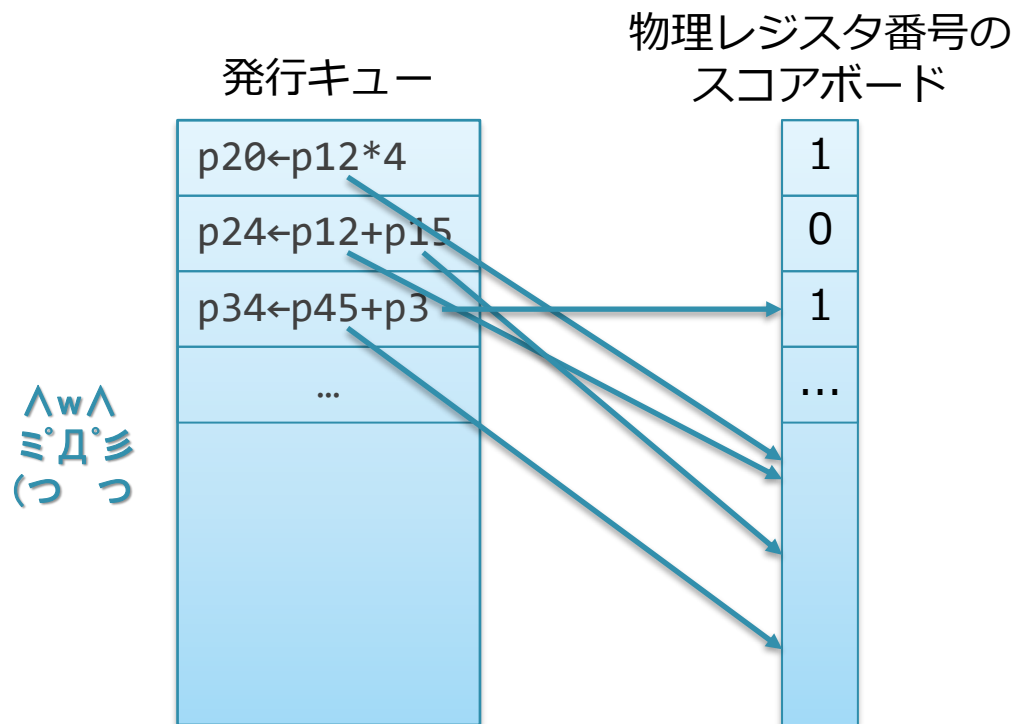 物理レジスタ番号の
スコアボード
発行キュー
p20←p12*4
p24←p12+p15
p34←p45+p3
…
1
0
1
…
∧w∧
ミ゚Д゚彡
(つ　つ